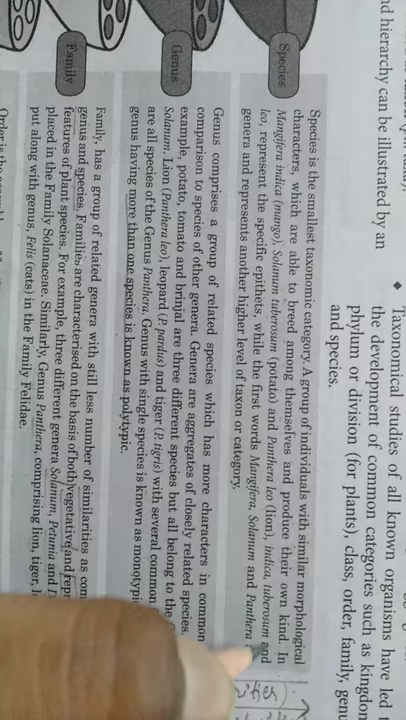 nd hierarchy can be illustrated by an
◆ Taxonomical studies of all known organisms have led
the development of common categories such as kingdom
phylum or division (for plants), class, order, family, genu
and species.
Species
Species is the smallest taxonomic category. A group of individuals with similar morphological
characters, which are able to breed among themselves and produce their own kind. In
Mangifera indica (mango), Solanum tuberosum (potato) and Panthera leo (lion), indica, tuberosum and
leo, represent the specific epithets, while the first words Mangifera, Solanum and Panthera
genera and represents another higher level of taxon or category.
Genus
Genus comprises a group of related species which has more characters in common
comparison to species of other genera. Genera are aggregates of closely related species.
example, potato, tomato and brinjal are three different species but all belong to the
Solanum. Lion (Panthera leo), leopard (P. pardus) and tiger (P. tigris) with several common
are all species of the Genus Panthera. Genus with single species is known as monotypi
genus having more than one species is known as polytypic.
Family
Family, has a group of related genera with still less number of similarities as com
genus and species. Families are characterised on the basis of both vegetative and repr
features of plant species. For example, three different genera Solanum, Petunia and D
placed in the Family Solanaceae. Similarly, Genus Panthera, comprising lion, tiger, l
put along with genus, Felis (cats) in the Family Felidae.
Order is the